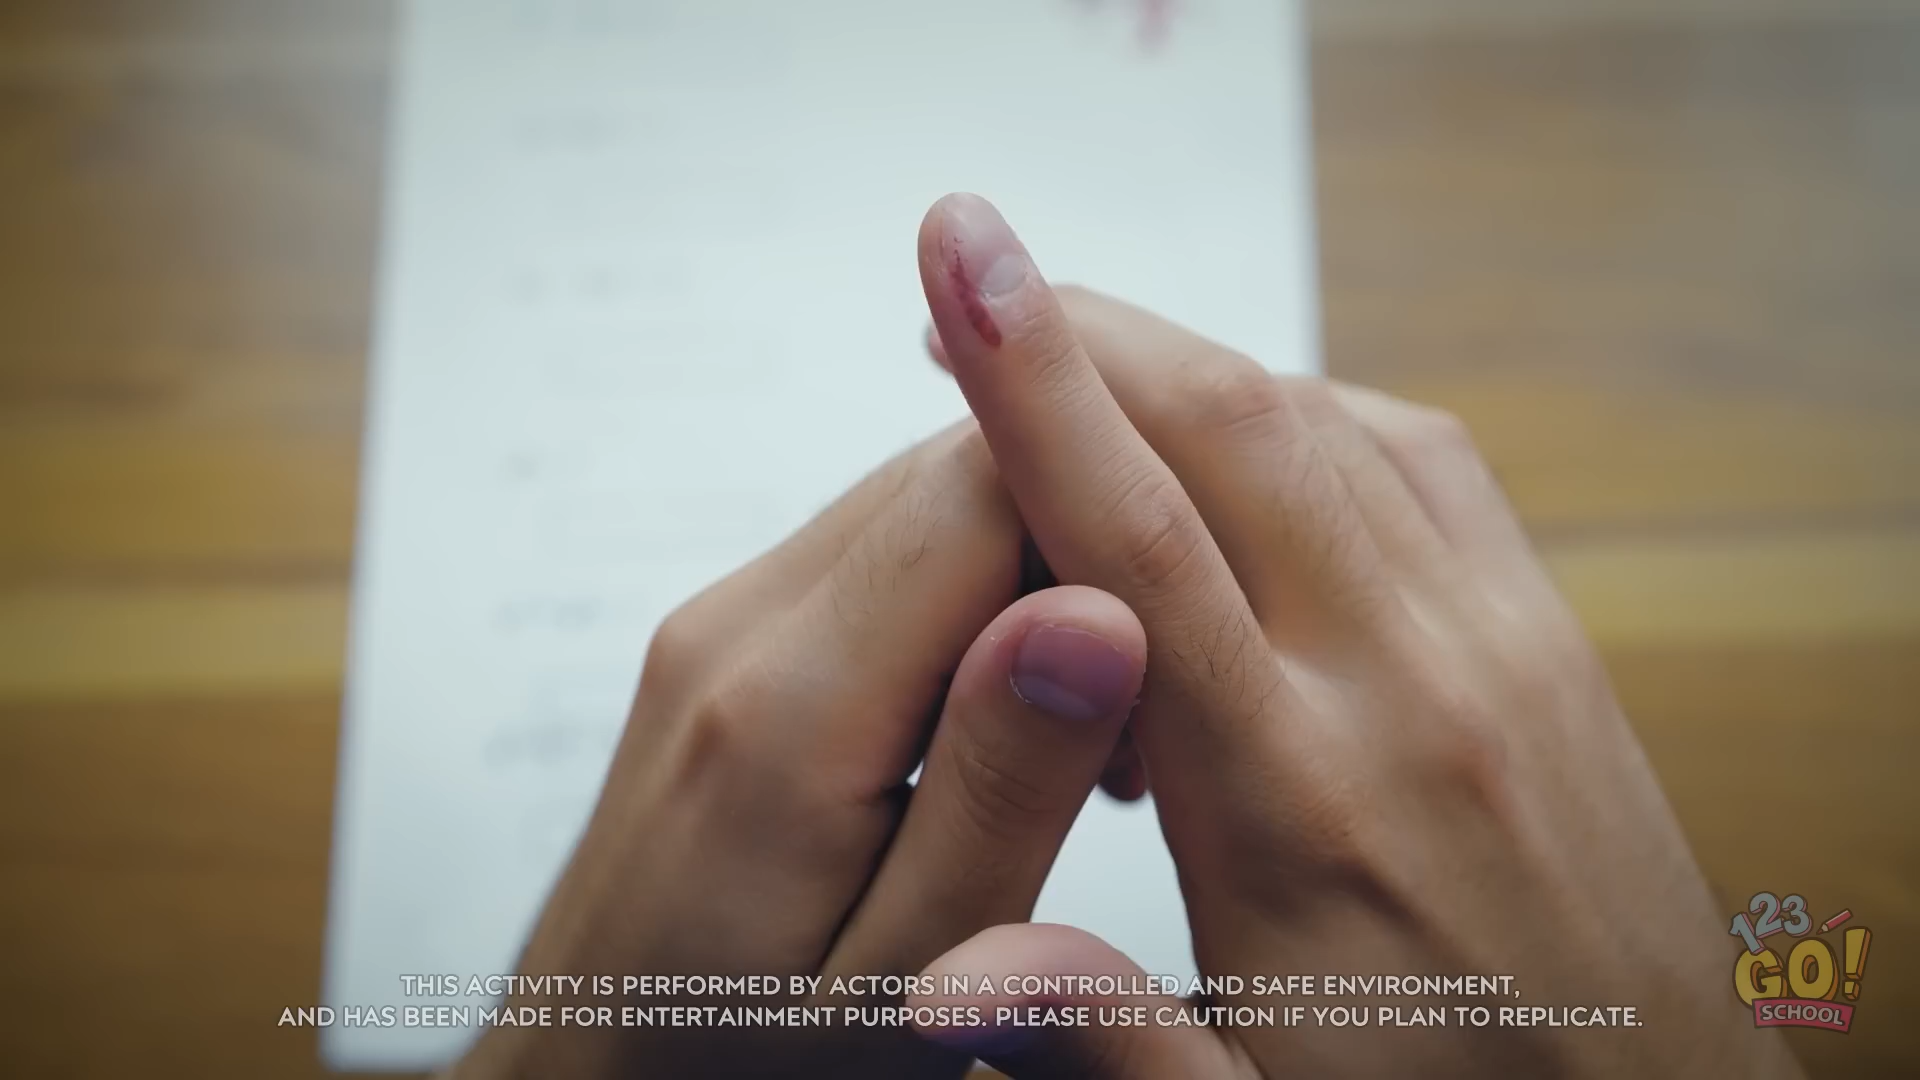 THIS ACTIVITY IS PERFORMED BY ACTORS IN A CONTROLLED AND SAFE ENVIRONMENT,
AND HAS BEEN MADE FOR ENTERTAINMENT PURPOSES. PLEASE USE CAUTION IF YOU PLAN TO REPLICATE.
123
GO!
SCHOOL